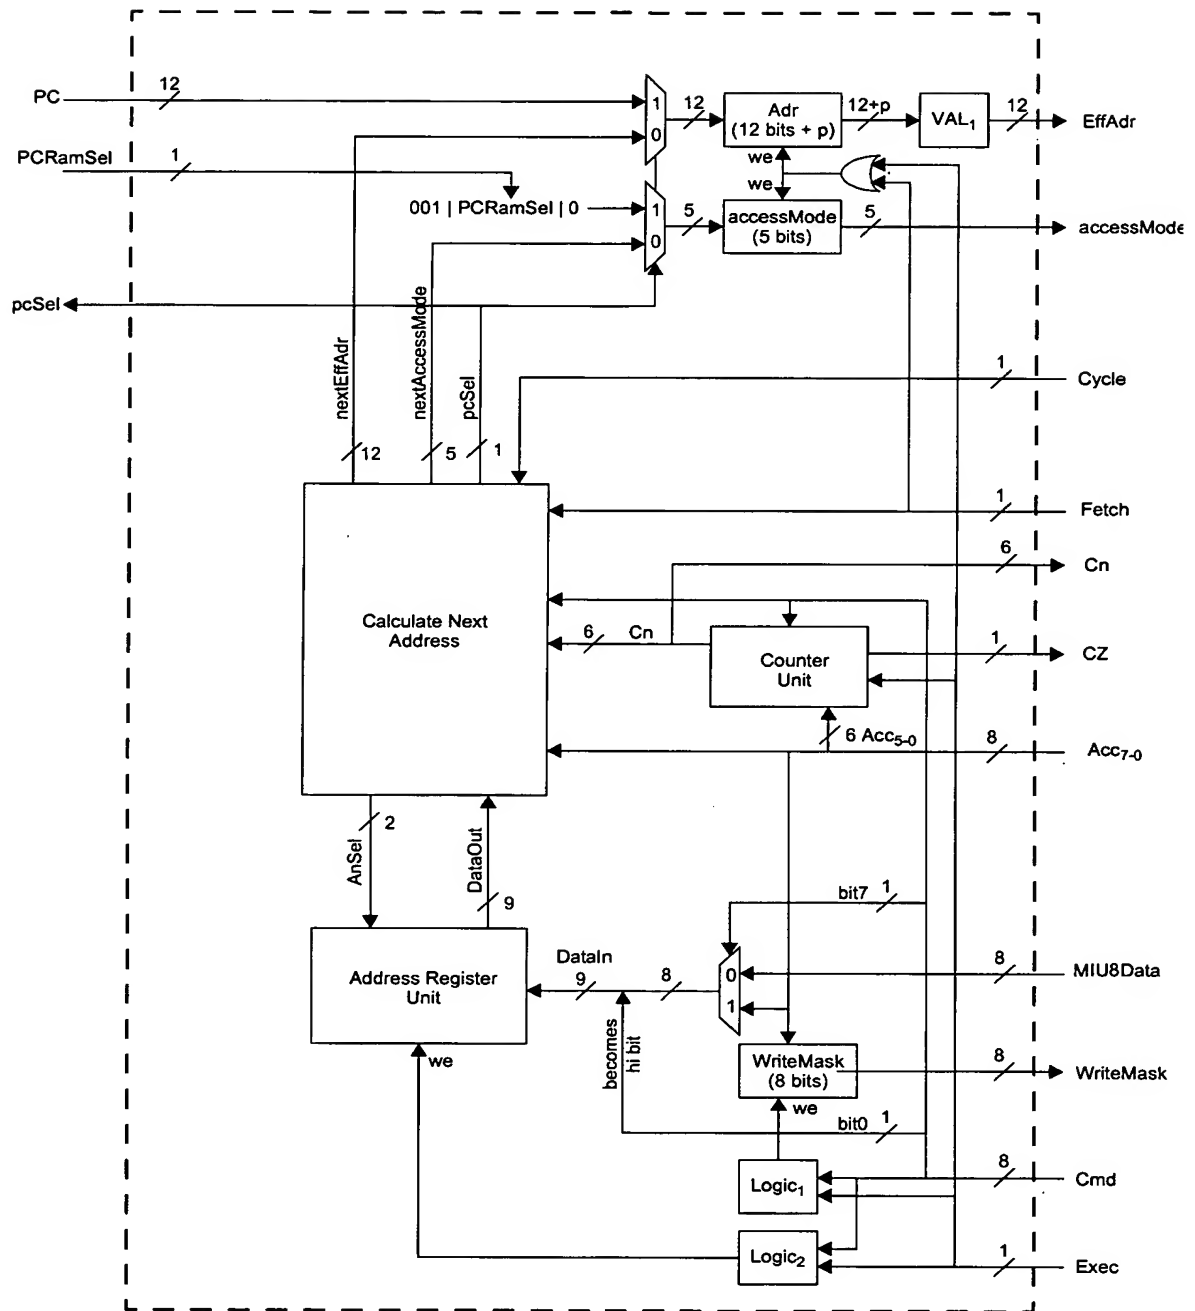 PC
12
1
0
12
Adr
(12 bits + p)
12+p
VAL1
12
EffAdr
PCRamSel
1
we
we
001 | PCRamSel | 0
1
0
5
accessMode
(5 bits)
5
accessMode
pcSel
nextEffAdr
nextAccessMode
pcSel
12
5
1
1
Cycle
1
Fetch
6
Cn
Calculate Next
Address
6
Cn
Counter
Unit
1
CZ
6 Acc5-0
8
Acc7-0
2
AnSel
DataOut
9
bit7
1
Address Register
Unit
DataIn
9
8
0
1
8
MIU8Data
becomes
hi bit
we
WriteMask
(8 bits)
8
WriteMask
we
bit0
1
Logic1
8
Cmd
Logic2
1
Exec